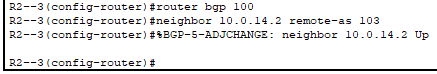 R2--3(config-router)#router bgp 100
R2--3(config-router)#neighbor 10.0.14.2 remote-as 103
R2--3(config-router)#%BGP-5-ADJCHANGE: neighbor 10.0.14.2 Up
R2--3(config-router)#